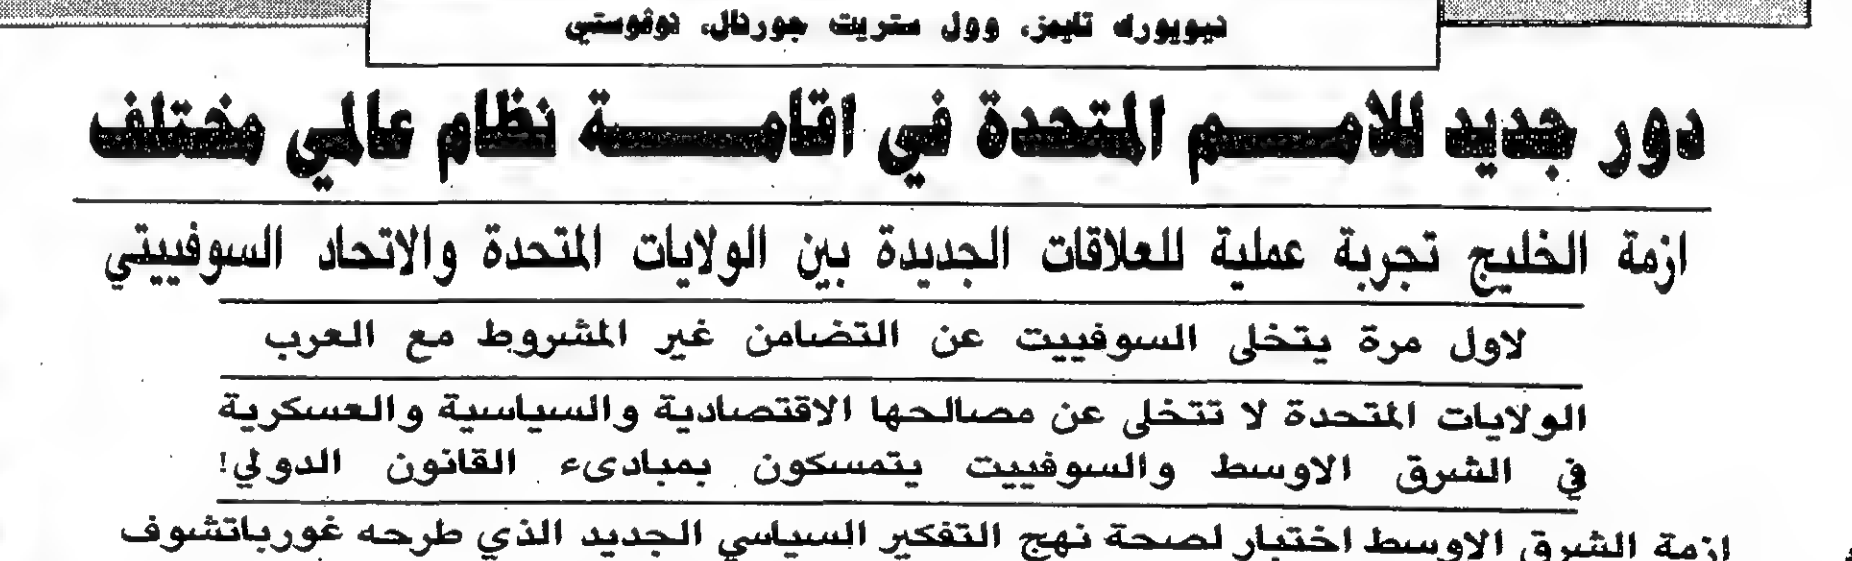 نيويورك تايمز، وول ستريت جورنال، نوفوستي
دور جديد للامم المتحدة في اقامة نظام عالمي مختلف
ازمة الخليج تجربة عملية للعلاقات الجديدة بين الولايات المتحدة والاتحاد السوفييتي
لاول مرة يتخلى السوفييت عن التضامن غير المشروط مع العرب
الولايات المتحدة لا تتخلى عن مصالحها الاقتصادية والسياسية والعسكرية
في الشرق الاوسط والسوفييت يتمسكون بمبادىء القانون الدولي!
ازمة الشرق الاوسط اختبار لصحة نهج التفكير السياسي الجديد الذي طرحه غورباتشوف